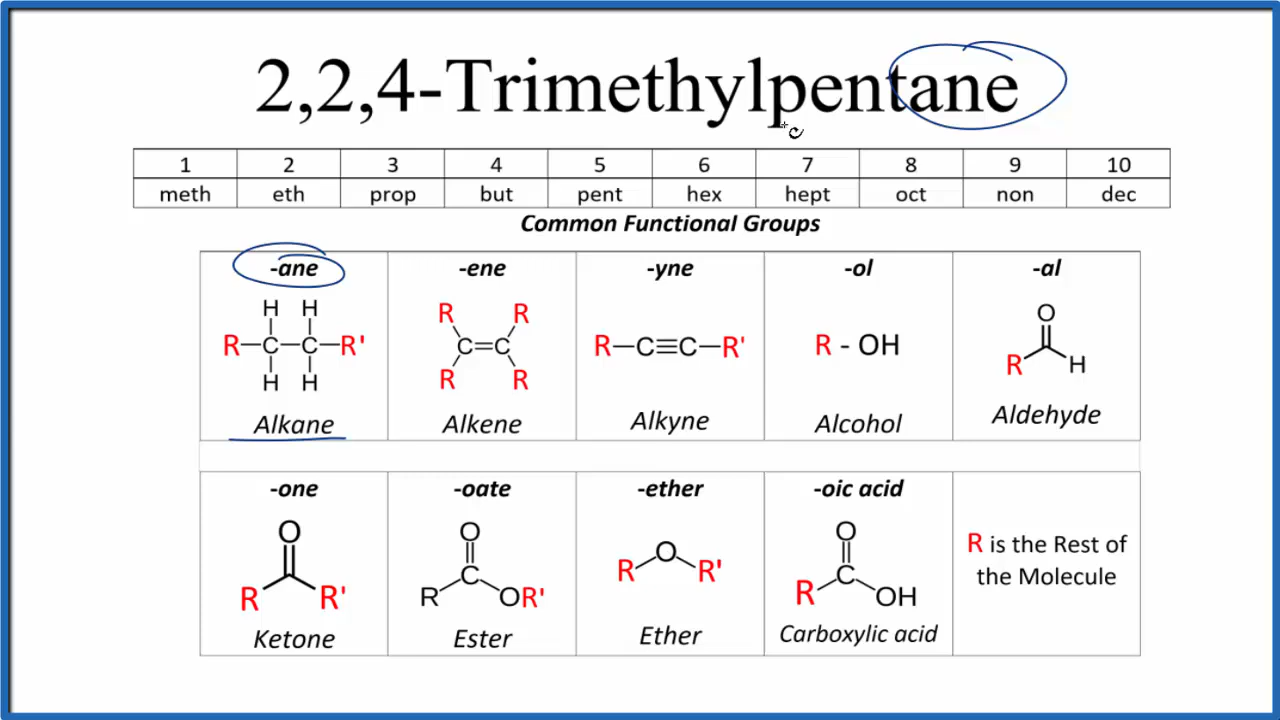 2,2,4-Trimethylpentane
1 2 3 4 5 6 7 8 9 10
meth eth prop but pent hex hept oct non dec
Common Functional Groups
-ane -ene -yne -ol -al
H H
R R
O
R C C R'
C C
R C C R'
R - OH
R H
H H
R R
Alkane Alkene Alkyne Alcohol Aldehyde
-one -oate -ether -oic acid
O
O
O
R is the Rest of
the Molecule
R R'
C
R OR'
O
R R'
C
R OH
Ketone Ester Ether Carboxylic acid